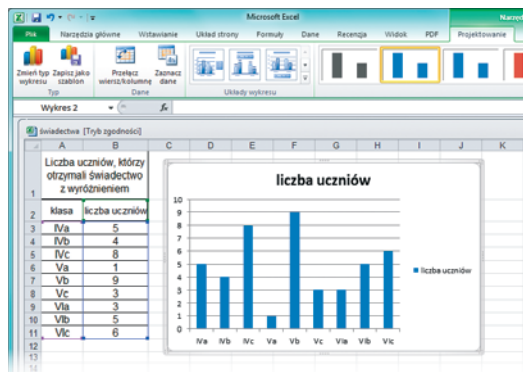 Microsoft Excel
Narzę
Plik Narzędzia główne Wstawianie Układ strony Formuły Dane Recenzja Widok PDF Projektowanie
Zmień typ wykresu
Zapisz jako szablon
Przełącz wiersz/kolumnę
Zaznacz dane
Typ Dane Układy wykresu
Wykres 2 fx
świadectwa [Tryb zgodności]
A B C D E F G H I J K
1 Liczba uczniów, którzy
otrzymali świadectwo
z wyróżnieniem
2 klasa liczba uczniów
3 IVa 5
4 IVb 4
5 IVc 8
6 Va 1
7 Vb 9
8 Vc 3
9 VIa 3
10 VIb 5
11 VIc 6
12
13
14
liczba uczniów
10
9
8
7
6
5
4
3
2
1
0
IVa IVb IVc Va Vb Vc VIa VIb VIc
liczba uczniów